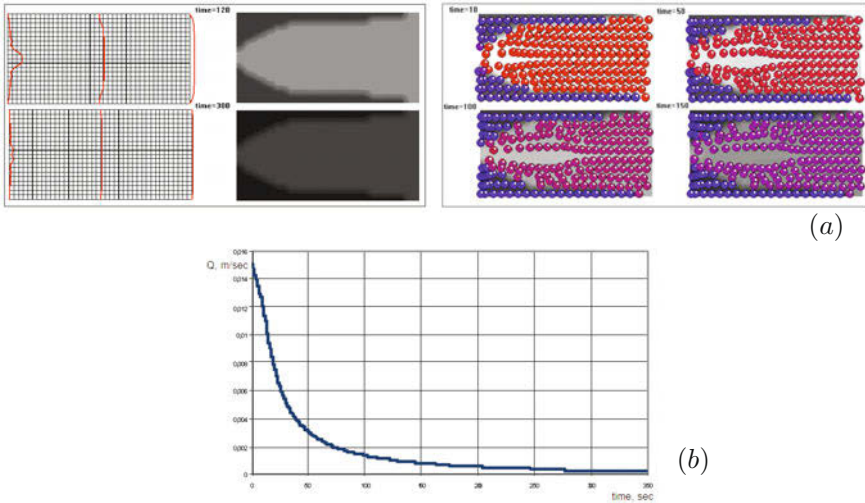 time=120
time=10
time=50
time=300
time=100
time=150
(a)
0,016
Q, m/sec
0,014
0,012
0,01
0,008
0,006
0,004
0,002
0
0 50 100 250 350
time, sec
(b)